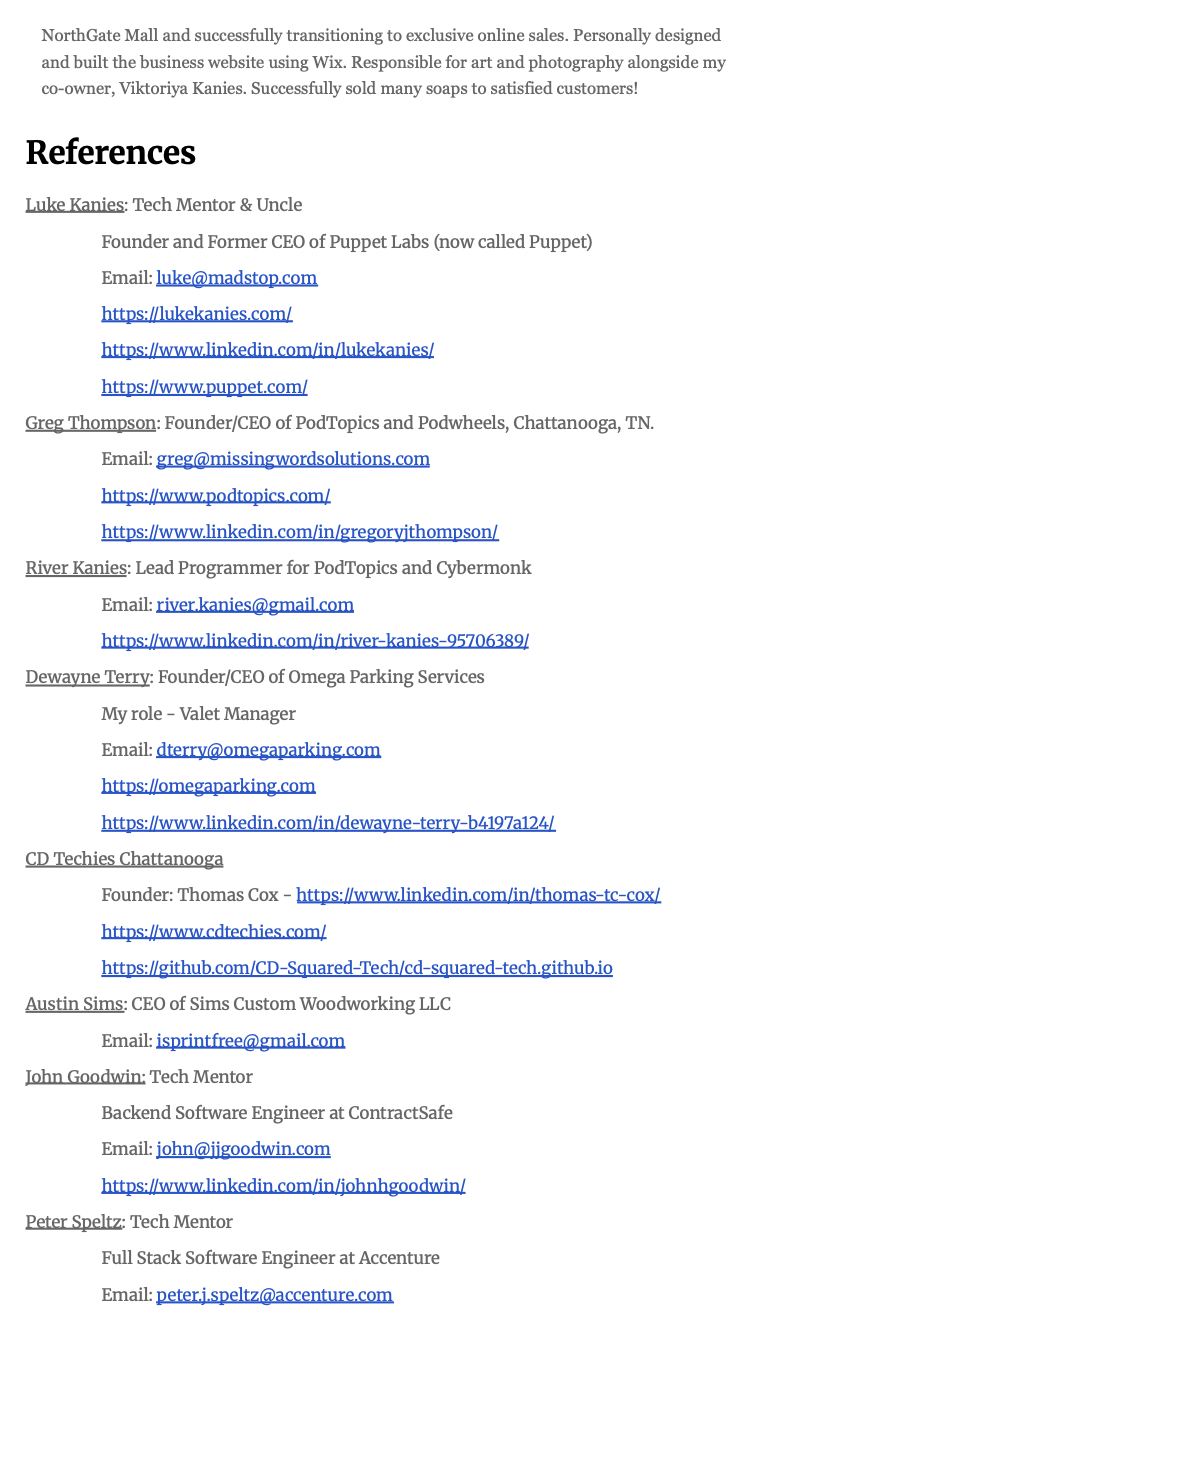 NorthGate Mall and successfully transitioning to exclusive online sales. Personally designed
and built the business website using Wix. Responsible for art and photography alongside my
co-owner, Viktoriya Kanies. Successfully sold many soaps to satisfied customers!
References
Luke Kanies: Tech Mentor & Uncle
Founder and Former CEO of Puppet Labs (now called Puppet)
Email: luke@madstop.com
https://lukekanies.com/
https://www.linkedin.com/in/lukekanies/
https://www.puppet.com/
Greg Thompson: Founder/CEO of PodTopics and Podwheels, Chattanooga, TN.
Email: greg@missingwordsolutions.com
https://www.podtopics.com/
https://www.linkedin.com/in/gregoryjthompson/
River Kanies: Lead Programmer for PodTopics and Cybermonk
Email: river.kanies@gmail.com
https://www.linkedin.com/in/river-kanies-95706389/
Dewayne Terry: Founder/CEO of Omega Parking Services
My role - Valet Manager
Email: dterry@omegaparking.com
https://omegaparking.com
https://www.linkedin.com/in/dewayne-terry-b4197a124/
CD Techies Chattanooga
Founder: Thomas Cox - https://www.linkedin.com/in/thomas-tc-cox/
https://www.cdtechies.com/
https://github.com/CD-Squared-Tech/cd-squared-tech.github.io
Austin Sims: CEO of Sims Custom Woodworking LLC
Email: isprintfree@gmail.com
John Goodwin: Tech Mentor
Backend Software Engineer at ContractSafe
Email: john@jjgoodwin.com
https://www.linkedin.com/in/johnhgoodwin/
Peter Speltz: Tech Mentor
Full Stack Software Engineer at Accenture
Email: peter.j.speltz@accenture.com